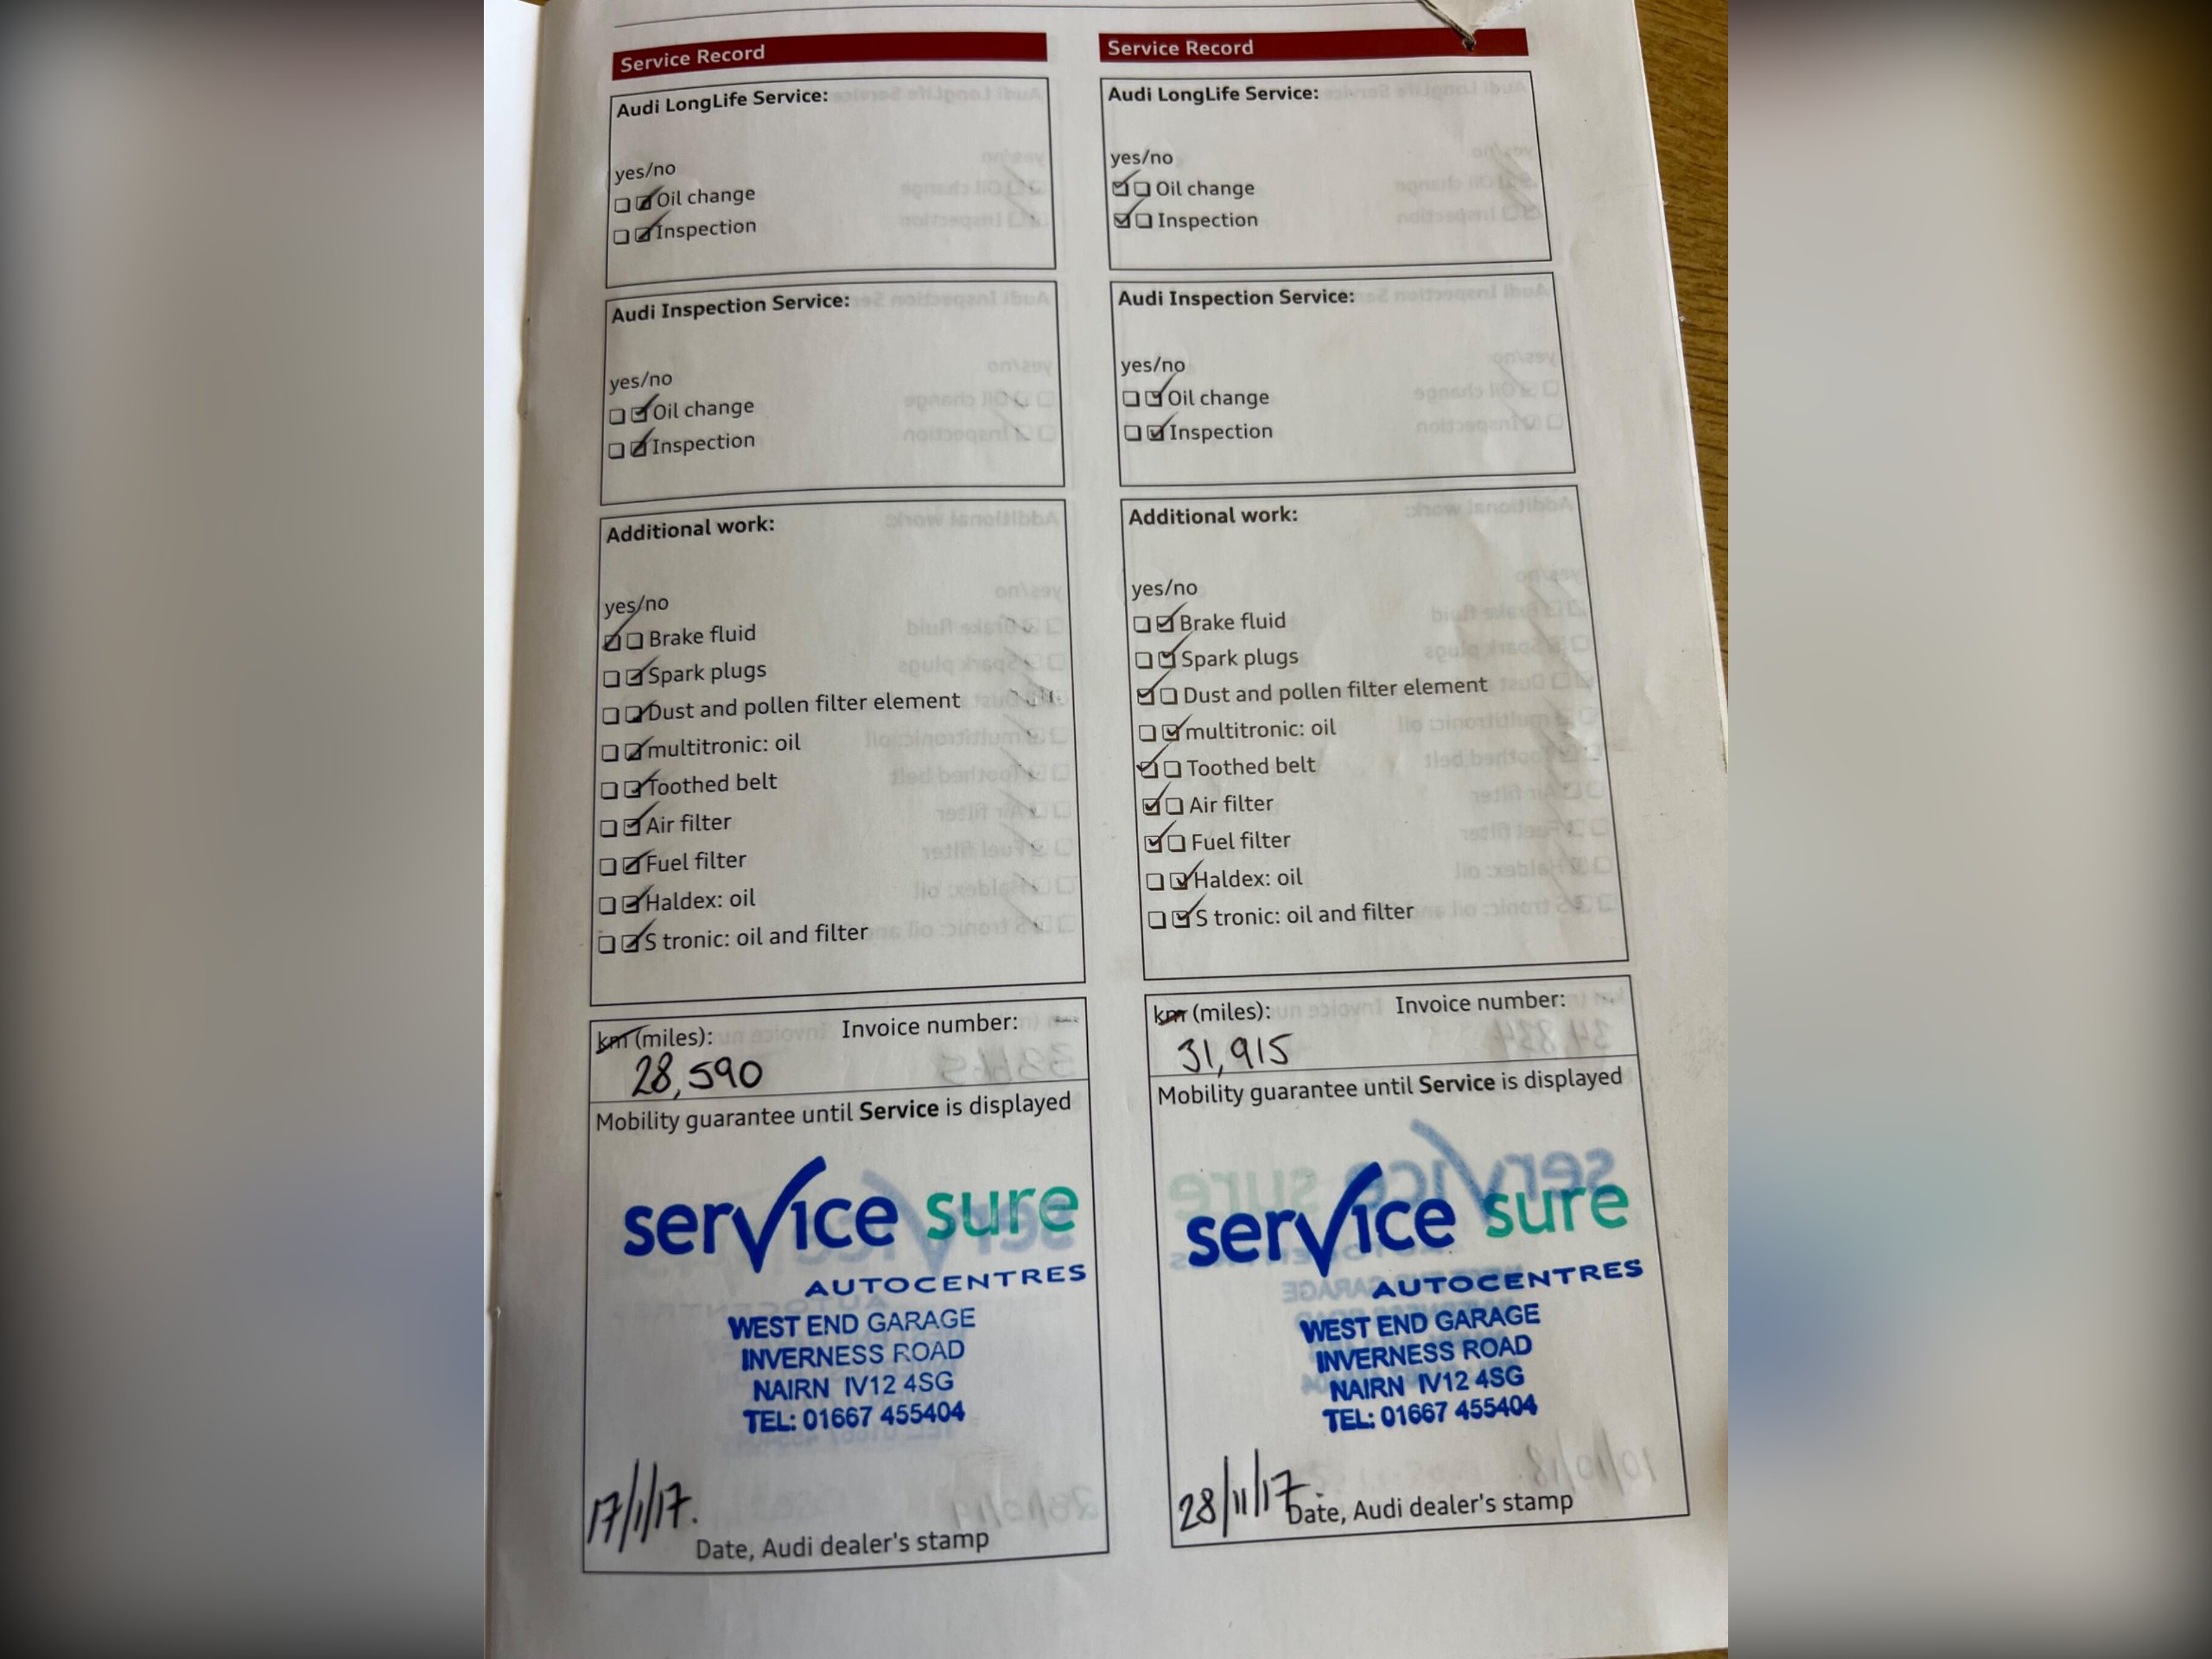 Service Record
Audi LongLife Service:
yes/no
☐ ☑ Oil change
☐ ☑ Inspection
Audi Inspection Service:
yes/no
☐ ☑ Oil change
☐ ☑ Inspection
Additional work:
yes/no
☑ ☐ Brake fluid
☐ ☑ Spark plugs
☐ ☑ Dust and pollen filter element
☐ ☑ multitronic: oil
☐ ☑ Toothed belt
☐ ☑ Air filter
☐ ☑ Fuel filter
☐ ☑ Haldex: oil
☐ ☑ S tronic: oil and filter
km (miles): Invoice number:
28,590
Mobility guarantee until Service is displayed
service sure
AUTOCENTRES
WEST END GARAGE
INVERNESS ROAD
NAIRN IV12 4SG
TEL: 01667 455404
17/1/17.
Date, Audi dealer's stamp
Service Record
Audi LongLife Service:
yes/no
☑ ☐ Oil change
☑ ☐ Inspection
Audi Inspection Service:
yes/no
☐ ☑ Oil change
☐ ☑ Inspection
Additional work:
yes/no
☐ ☑ Brake fluid
☐ ☑ Spark plugs
☑ ☐ Dust and pollen filter element
☐ ☑ multitronic: oil
☑ ☐ Toothed belt
☑ ☐ Air filter
☑ ☐ Fuel filter
☐ ☑ Haldex: oil
☐ ☑ S tronic: oil and filter
km (miles): Invoice number:
31,915
Mobility guarantee until Service is displayed
service sure
AUTOCENTRES
WEST END GARAGE
INVERNESS ROAD
NAIRN IV12 4SG
TEL: 01667 455404
28/11/17.
Date, Audi dealer's stamp